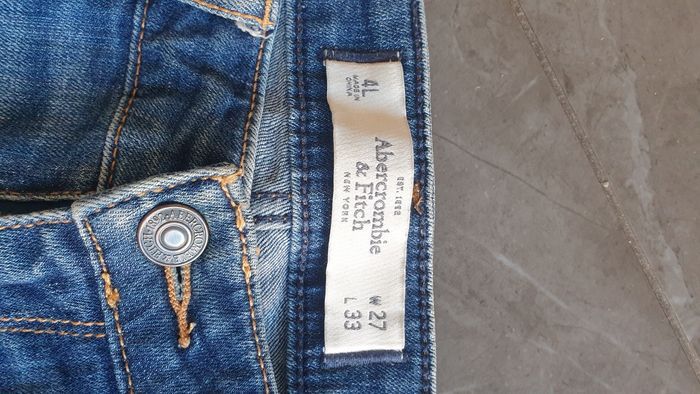 4L
MADE IN
CHINA
EST. 1892
Abercrombie
& Fitch
NEW YORK
W 27
L 33